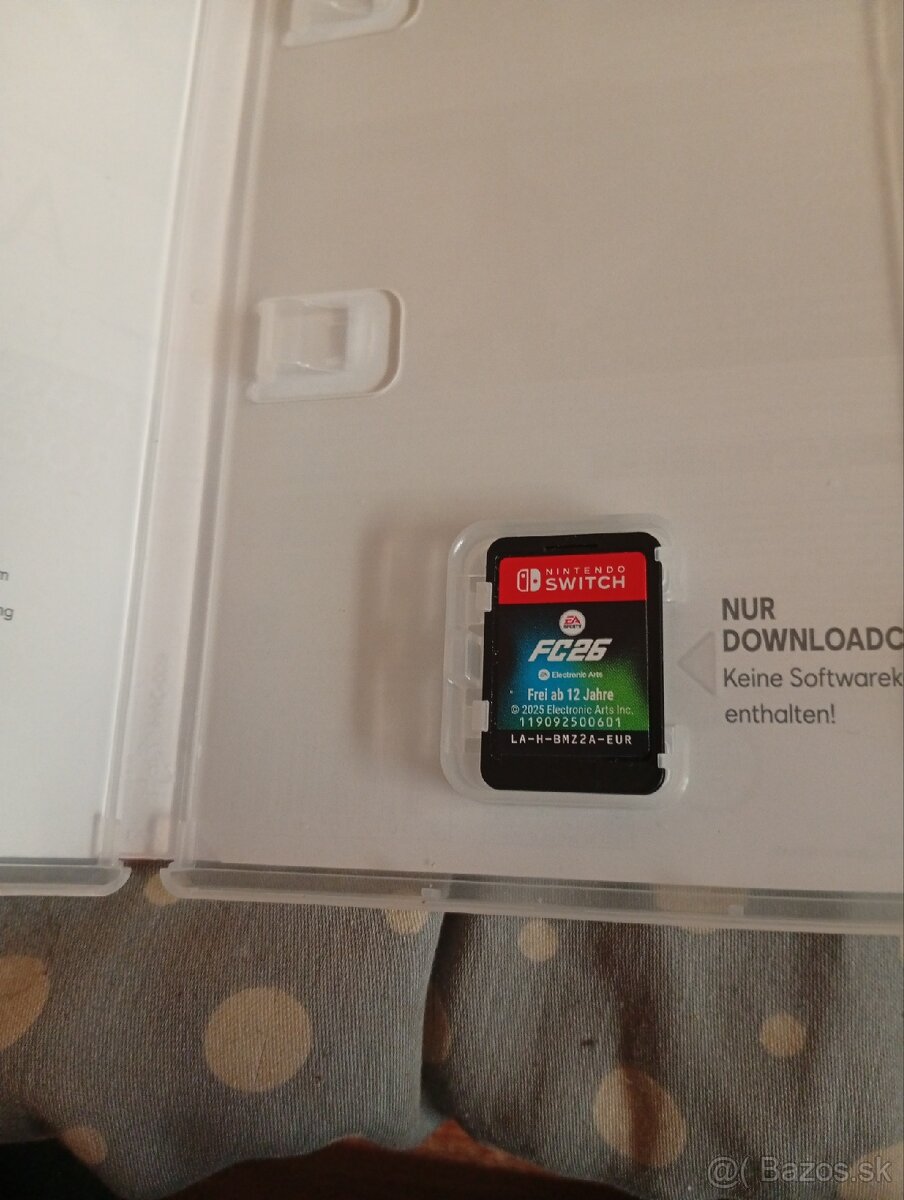 m
ng
NINTENDO
SWITCH
EA
SPORTS
FC26
EA Electronic Arts
Frei ab 12 Jahre
© 2025 Electronic Arts Inc.
119092500601
LA-H-BMZ2A-EUR
NUR
DOWNLOADC
Keine Softwarek
enthalten!
@( Bazos.sk